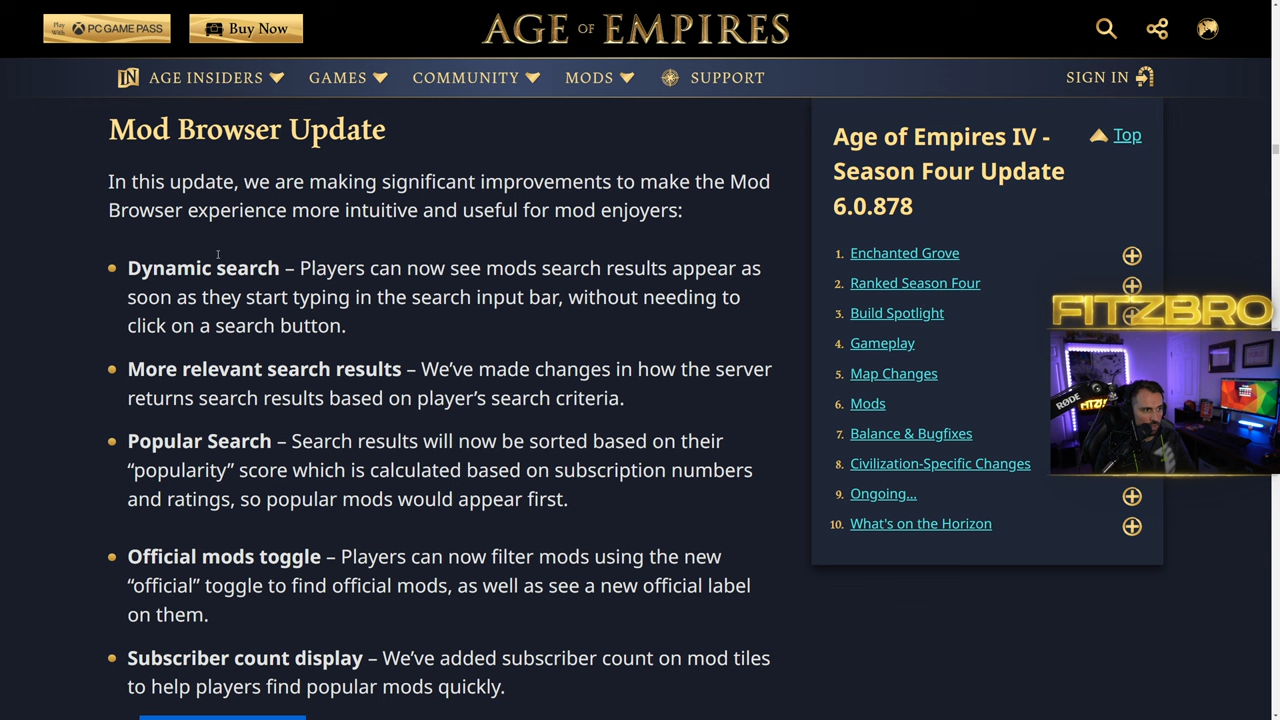 Play With
XBOX PC GAME PASS
Buy Now
AGE OF EMPIRES
IN AGE INSIDERS
GAMES
COMMUNITY
MODS
SUPPORT
SIGN IN
Mod Browser Update
In this update, we are making significant improvements to make the Mod
Browser experience more intuitive and useful for mod enjoyers:
Dynamic search – Players can now see mods search results appear as
soon as they start typing in the search input bar, without needing to
click on a search button.
More relevant search results – We’ve made changes in how the server
returns search results based on player’s search criteria.
Popular Search – Search results will now be sorted based on their
“popularity” score which is calculated based on subscription numbers
and ratings, so popular mods would appear first.
Official mods toggle – Players can now filter mods using the new
“official” toggle to find official mods, as well as see a new official label
on them.
Subscriber count display – We’ve added subscriber count on mod tiles
to help players find popular mods quickly.
Age of Empires IV -
Season Four Update
6.0.878
Top
1. Enchanted Grove
2. Ranked Season Four
3. Build Spotlight
4. Gameplay
5. Map Changes
6. Mods
7. Balance & Bugfixes
8. Civilization-Specific Changes
9. Ongoing...
10. What's on the Horizon
FITZBRO
RØDE